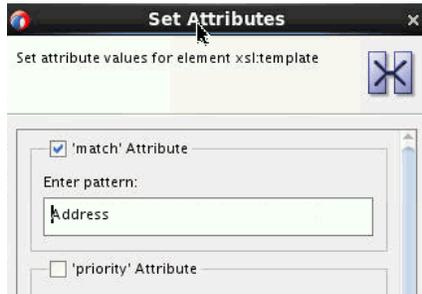 Set Attributes
Set attribute values for element xsl:template
'match' Attribute
Enter pattern:
Address
'priority' Attribute